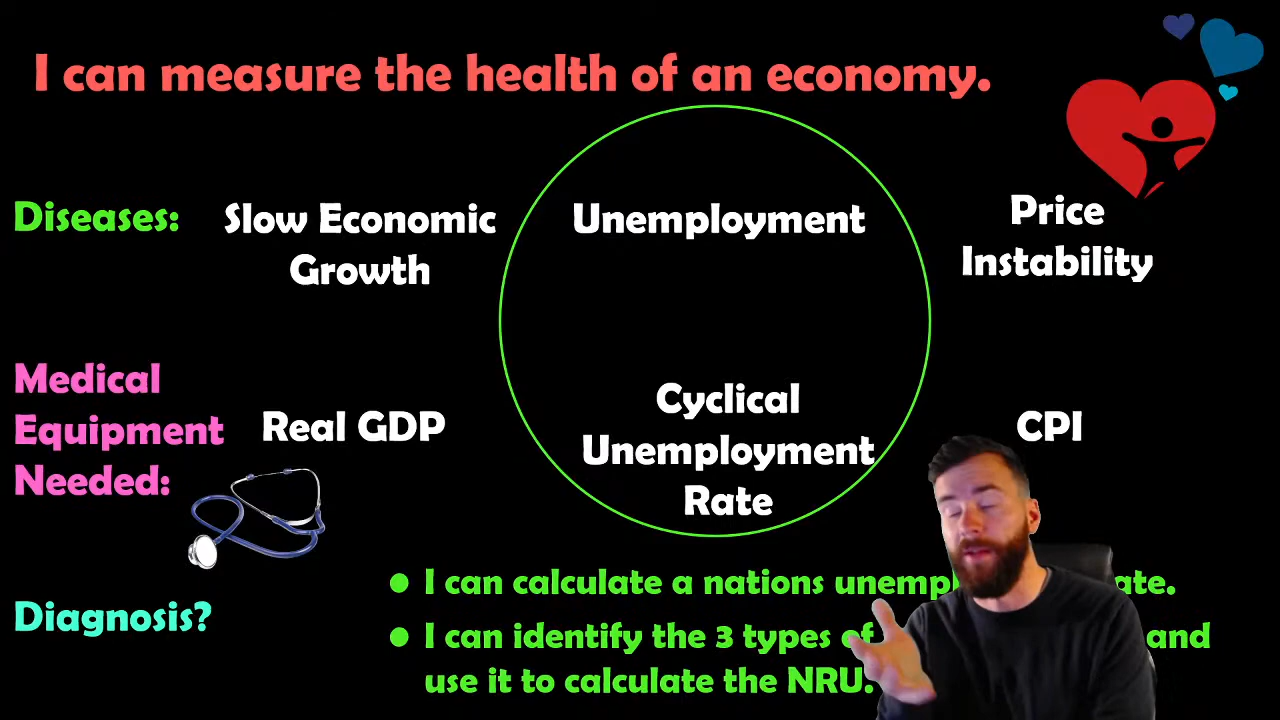 I can measure the health of an economy.
Diseases:
Slow Economic
Growth
Unemployment
Price
Instability
Medical
Equipment
Needed:
Real GDP
Cyclical
Unemployment
Rate
CPI
Diagnosis?
• I can calculate a nations
• I can identify the 3 types of and
use it to calculate the NRU.